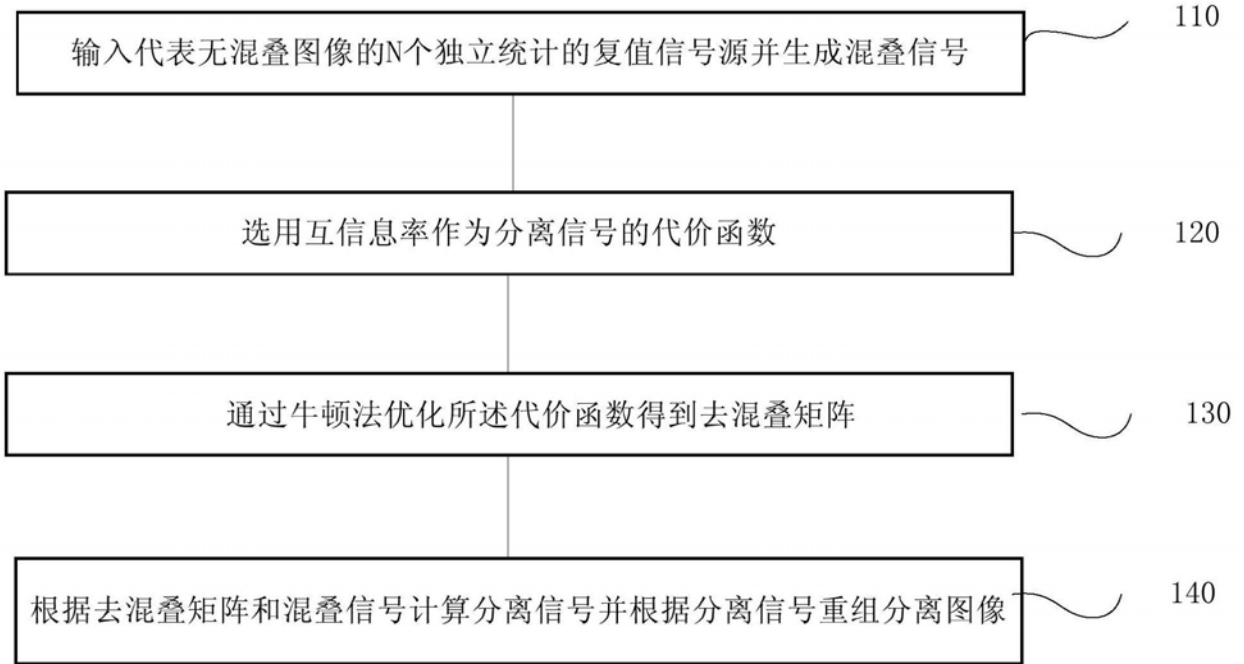 110
输入代表无混叠图像的N个独立统计的复值信号源并生成混叠信号
选用互信息率作为分离信号的代价函数
120
通过牛顿法优化所述代价函数得到去混叠矩阵
130
根据去混叠矩阵和混叠信号计算分离信号并根据分离信号重组分离图像
140